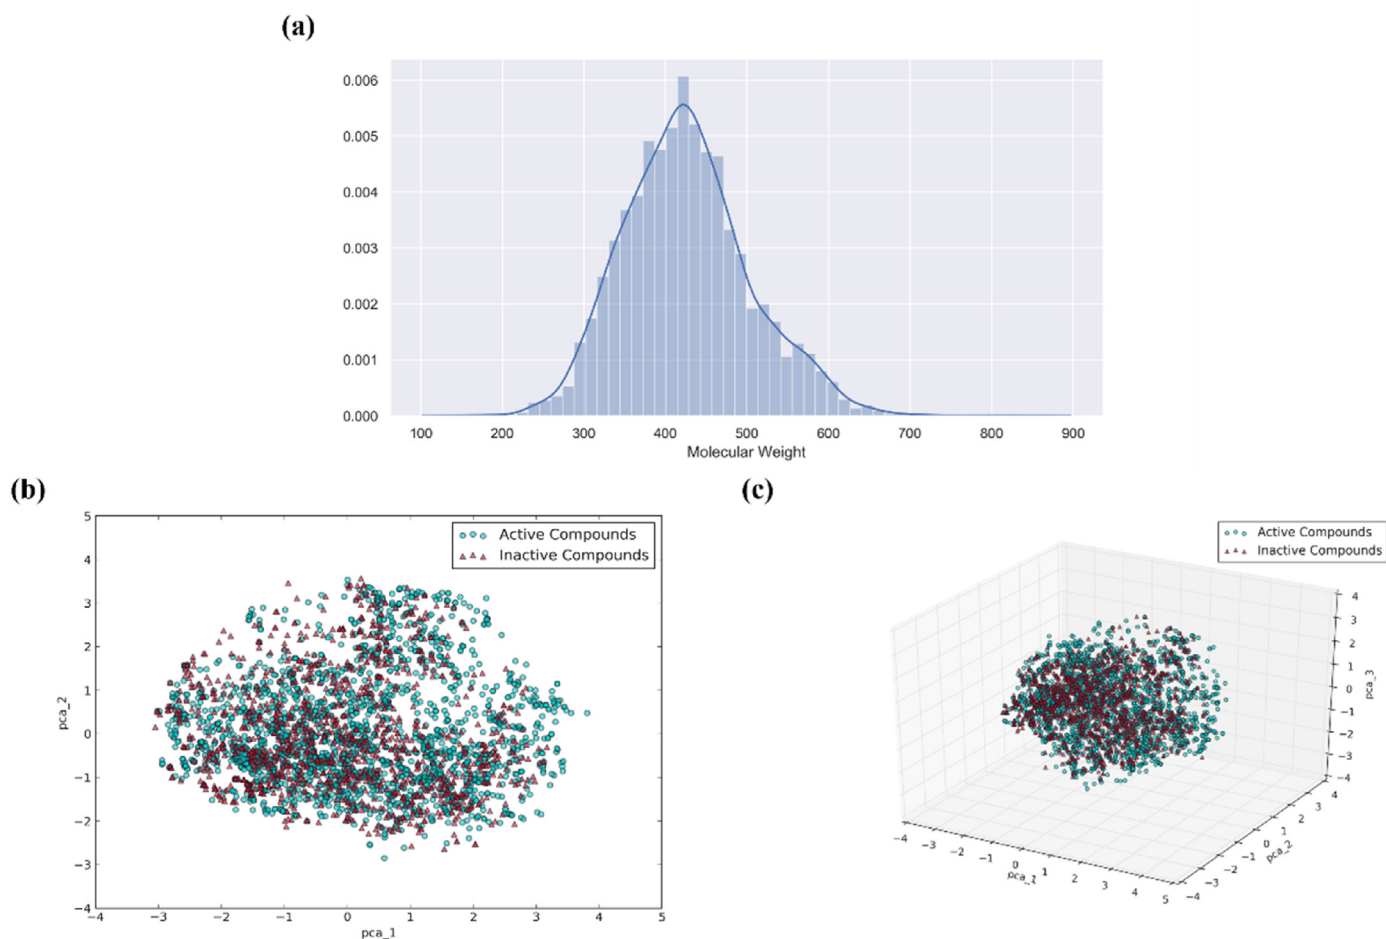 (a)
0.006
0.005
0.004
0.003
0.002
0.001
0.000
100 200 300 400 500 600 700 800 900
Molecular Weight
(b)
Active Compounds
Inactive Compounds
5
4
3
2
1
0
−1
−2
−3
−4
pca_2
−4 −3 −2 −1 0 1 2 3 4 5
pca_1
(c)
Active Compounds
Inactive Compounds
4
3
2
1
0
−1
−2
−3
−4
pca_3
−4 −3 −2 −1 0 1 2 3 4 5
pca_1
−4 −3 −2 −1 0 1 2 3 4
pca_2